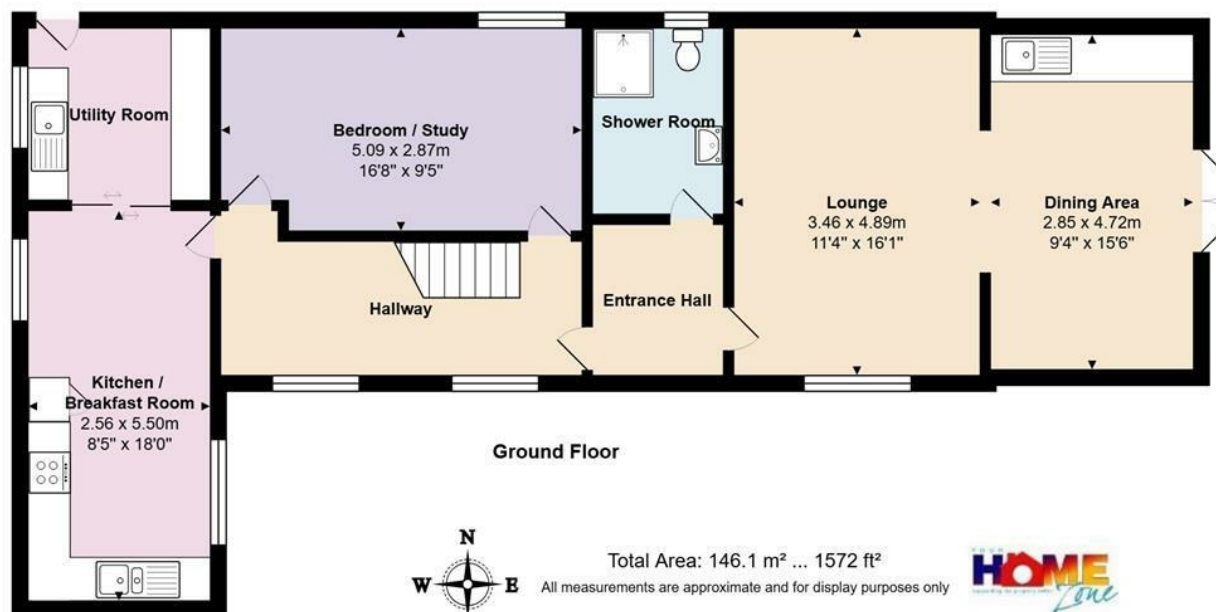 Utility Room
Bedroom / Study
5.09 x 2.87m
16'8" x 9'5"
Shower Room
Lounge
3.46 x 4.89m
11'4" x 16'1"
Dining Area
2.85 x 4.72m
9'4" x 15'6"
Hallway
Entrance Hall
Kitchen /
Breakfast Room
2.56 x 5.50m
8'5" x 18'0"
Ground Floor
N
W E
S
Total Area: 146.1 m² ... 1572 ft²
All measurements are approximate and for display purposes only
YOUR
HOME
Zone